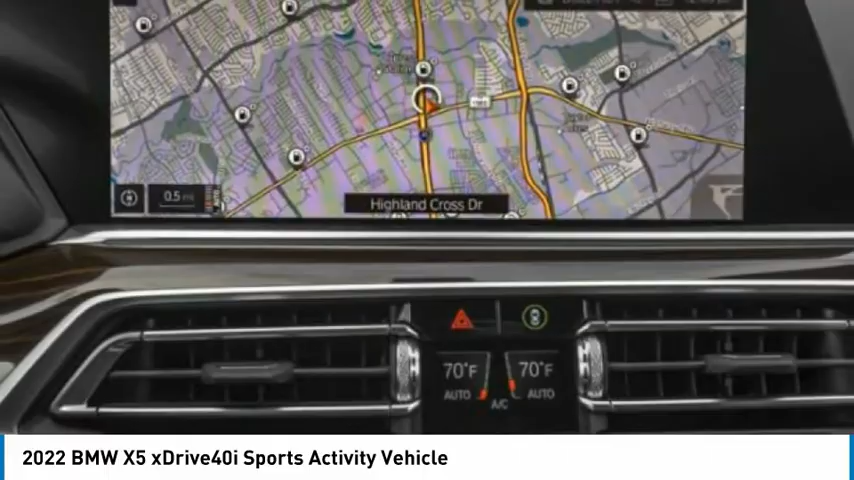 0.5 mi
Highland Cross Dr
70°F
70°F
AUTO
AUTO
A/C
2022 BMW X5 xDrive40i Sports Activity Vehicle